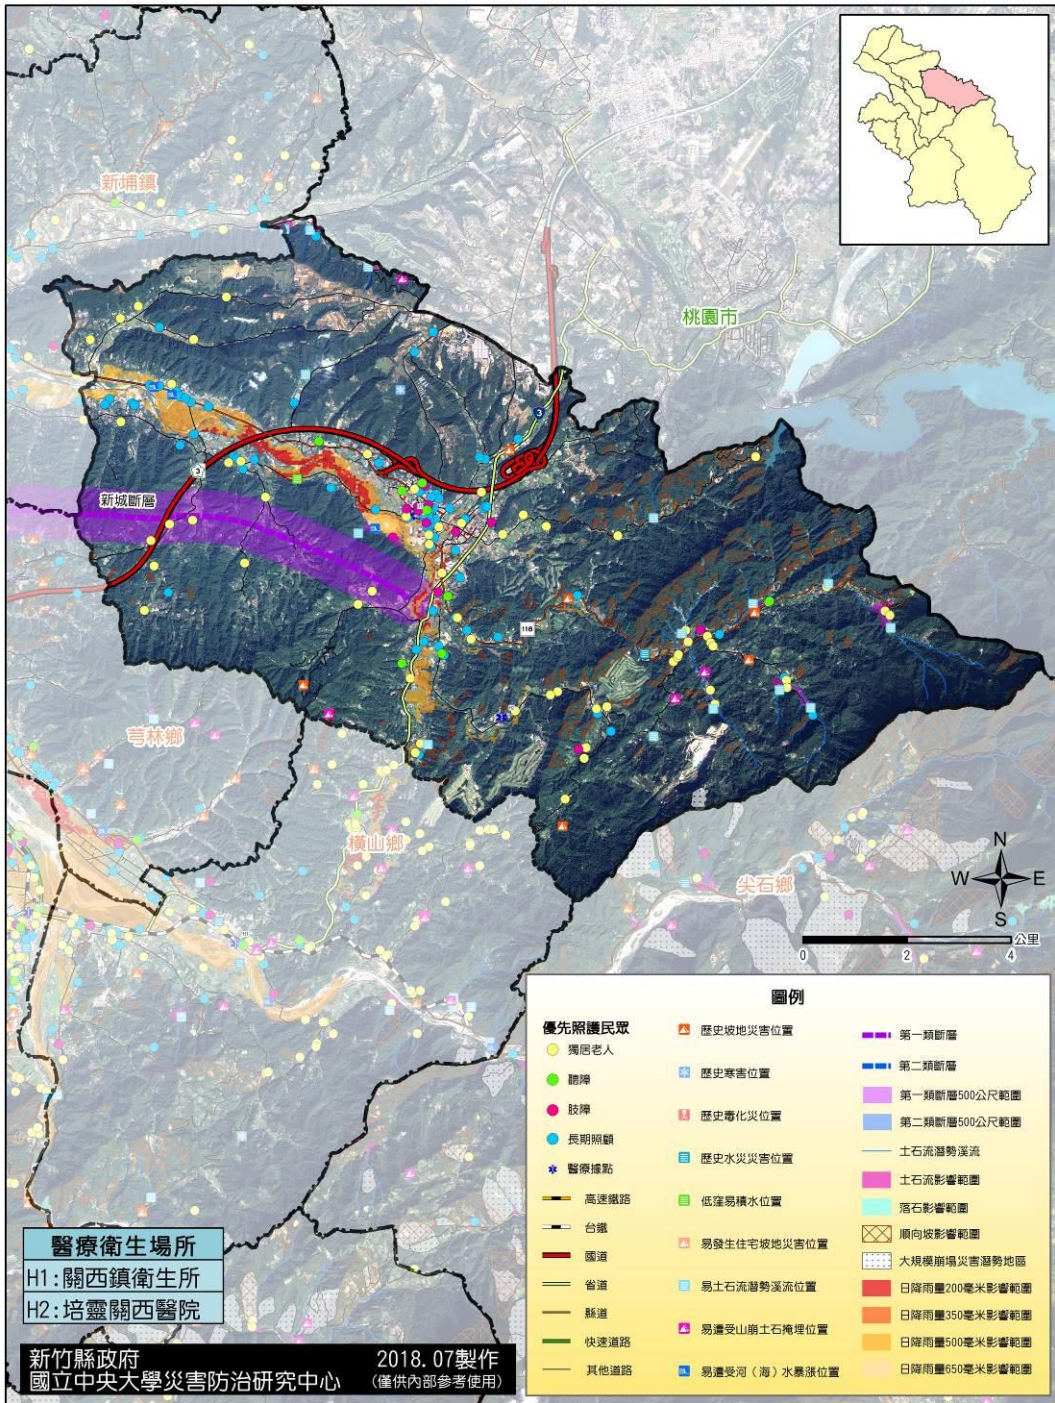 新埔鎮
桃園市
3
3
新城斷層
118
芎林鄉
橫山鄉
尖石鄉
N
W
E
S
公里
0
2
4
圖例
優先照護民眾
獨居老人
聽障
肢障
長期照顧
醫療據點
高速鐵路
台鐵
國道
省道
縣道
快速道路
其他道路
歷史坡地災害位置
歷史寒害位置
歷史毒化災位置
歷史水災災害位置
低窪易積水位置
易發生住宅坡地災害位置
易土石流潛勢溪流位置
易遭受山崩土石掩埋位置
易遭受河（海）水暴漲位置
第一類斷層
第二類斷層
第一類斷層500公尺範圍
第二類斷層500公尺範圍
土石流潛勢溪流
土石流影響範圍
落石影響範圍
順向坡影響範圍
大規模崩塌災害潛勢地區
日降雨量200毫米影響範圍
日降雨量350毫米影響範圍
日降雨量500毫米影響範圍
日降雨量650毫米影響範圍
醫療衛生場所
H1:關西鎮衛生所
H2:培靈關西醫院
新竹縣政府
國立中央大學災害防治研究中心
2018.07製作
(僅供內部參考使用)